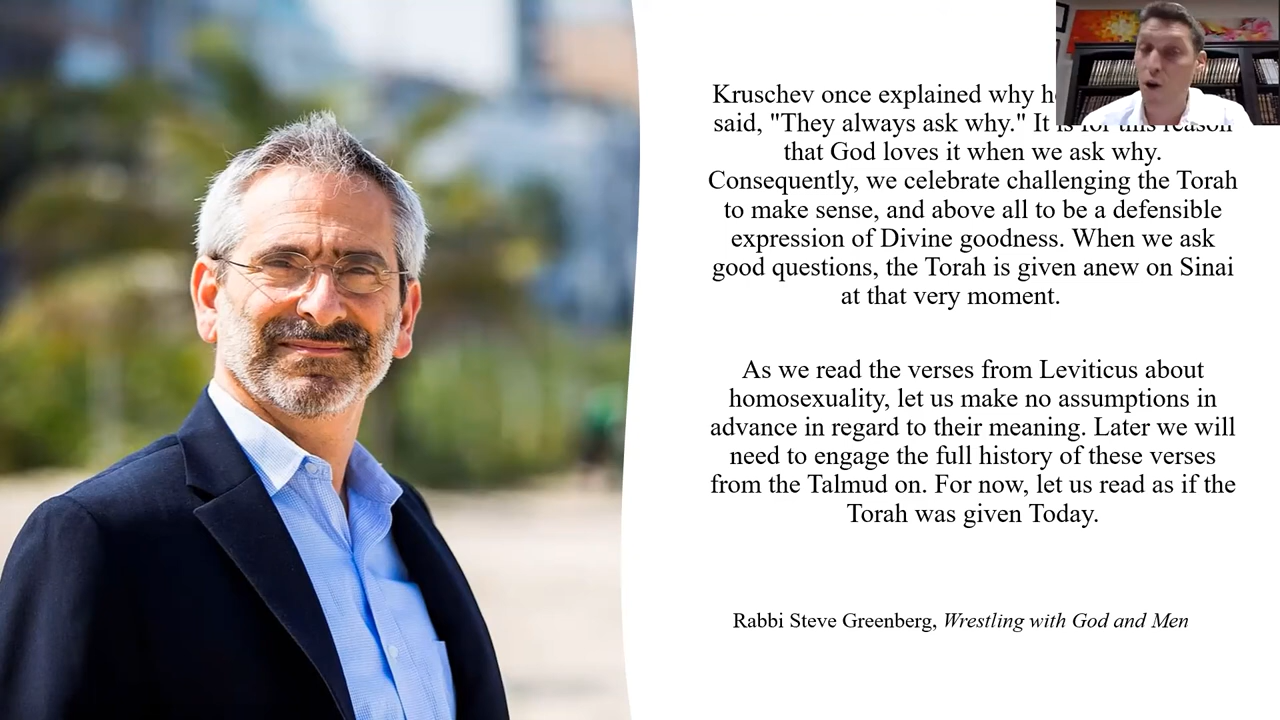 Kruschev once explained why
said, "They always ask why." It is for this reason
that God loves it when we ask why.
Consequently, we celebrate challenging the Torah
to make sense, and above all to be a defensible
expression of Divine goodness. When we ask
good questions, the Torah is given anew on Sinai
at that very moment.
As we read the verses from Leviticus about
homosexuality, let us make no assumptions in
advance in regard to their meaning. Later we will
need to engage the full history of these verses
from the Talmud on. For now, let us read as if the
Torah was given Today.
Rabbi Steve Greenberg, Wrestling with God and Men